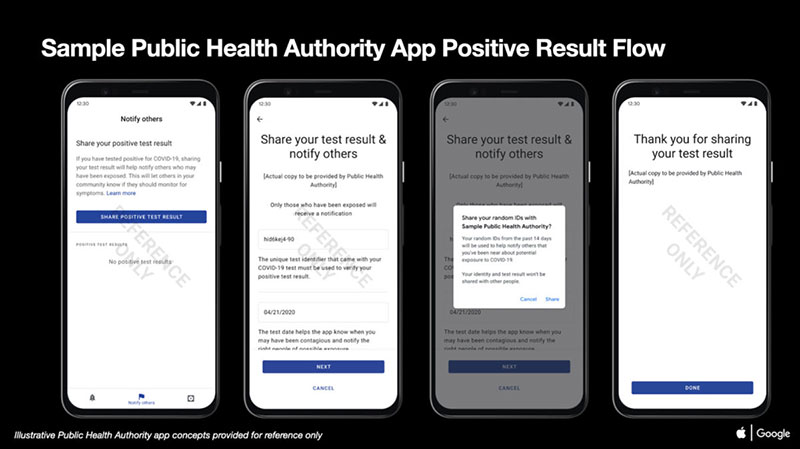 Sample Public Health Authority App Positive Result Flow
12:30
Notify others
Share your positive test result
If you have tested positive for COVID-19, sharing
your test result will help notify others who may
have been exposed. This will let others in your
community know if they should monitor for
symptoms. Learn more
SHARE POSITIVE TEST RESULT
POSITIVE TEST RESULTS
No positive test results
REFERENCE
ONLY
Notify others
12:30
Share your test result &
notify others
[Actual copy to be provided by Public Health
Authority]
Only those who have been exposed will
receive a notification
hid6kej4-90
The unique test identifier that came with your
COVID-19 test must be used to verify your
positive test result.
04/21/2020
The test date helps the app know when you
may have been contagious and notify the
right people of possible exposure
REFERENCE
ONLY
NEXT
CANCEL
12:30
Share your test result &
notify others
[Actual copy to be provided by Public Health
Authority]
Only those who have been exposed will
Share your random IDs with
Sample Public Health Authority?
Your random IDs from the past 14 days
will be used to help notify others that
you've been near about potential
exposure to COVID-19.
Your identity and test result won't be
shared with other people.
Cancel Share
04/21/2020
The test date helps the app know when you
may have been contagious and notify the
right people of possible exposure
NEXT
CANCEL
12:30
Thank you for sharing
your test result
[Actual copy to be provided by Public Health
Authority]
REFERENCE
ONLY
DONE
Illustrative Public Health Authority app concepts provided for reference only
Google